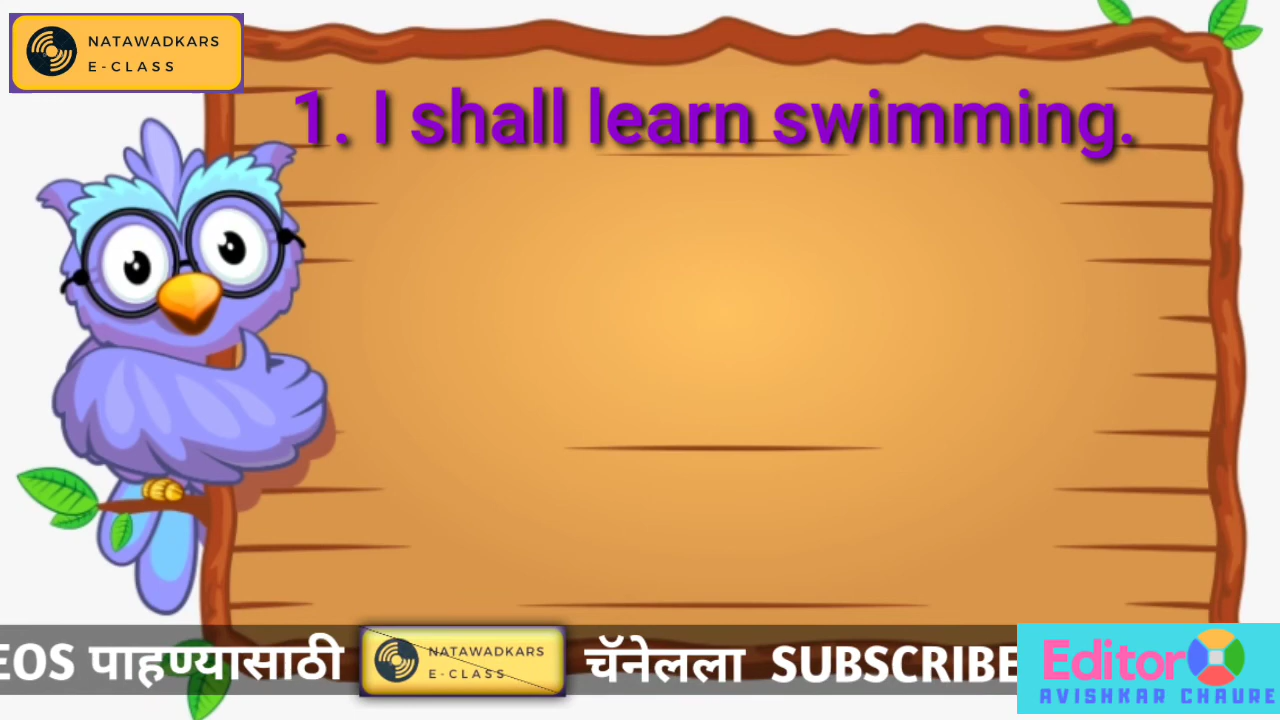 NATAWADKARS
E-CLASS
1. I shall learn swimming.
EOS पाहण्यासाठी NATAWADKARS E-CLASS चॅनेलला SUBSCRIBE
Editor
AVISHKAR CHAURE